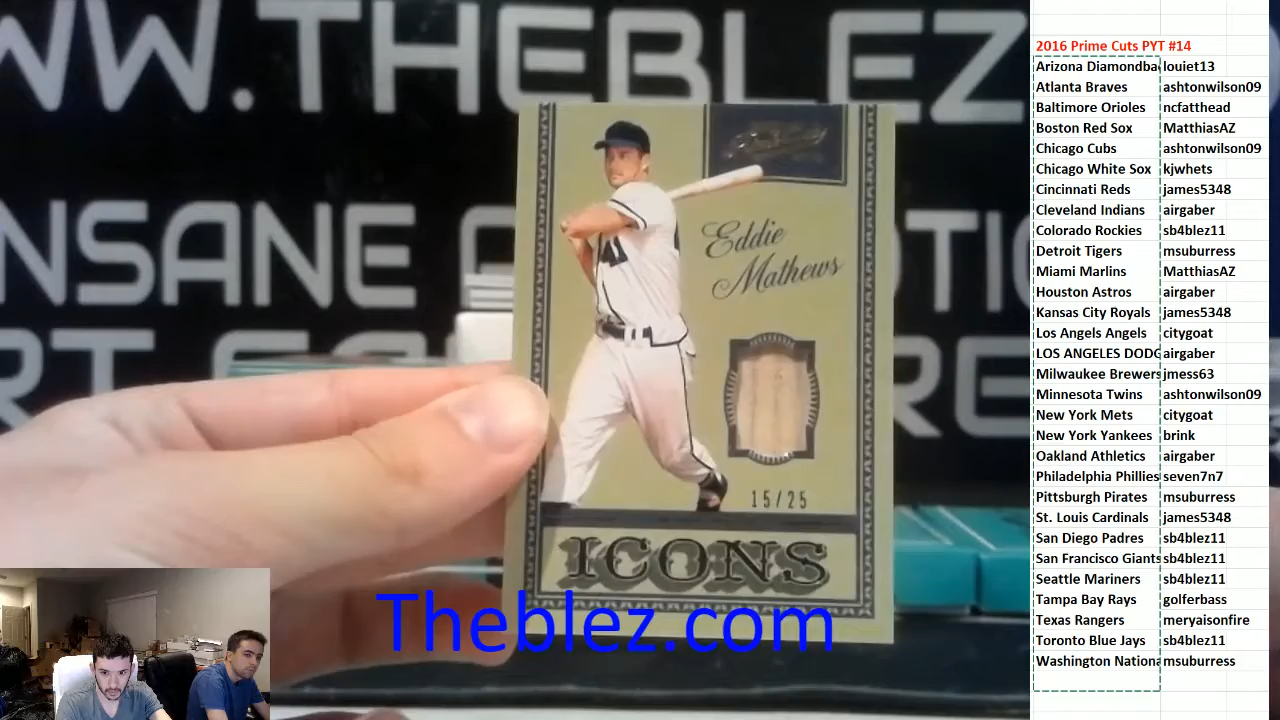 WWW.THEBLEZ
INSANE
Eddie
Mathews
15/25
ICONS
Theblez.com
2016 Prime Cuts PYT #14
Arizona Diamondba louiet13
Atlanta Braves ashtonwilson09
Baltimore Orioles ncfatthead
Boston Red Sox MatthiasAZ
Chicago Cubs ashtonwilson09
Chicago White Sox kjwhets
Cincinnati Reds james5348
Cleveland Indians airgaber
Colorado Rockies sb4blez11
Detroit Tigers msuburress
Miami Marlins MatthiasAZ
Houston Astros airgaber
Kansas City Royals james5348
Los Angels Angels citygoat
LOS ANGELES DODG airgaber
Milwaukee Brewers jmess63
Minnesota Twins ashtonwilson09
New York Mets citygoat
New York Yankees brink
Oakland Athletics airgaber
Philadelphia Phillies seven7n7
Pittsburgh Pirates msuburress
St. Louis Cardinals james5348
San Diego Padres sb4blez11
San Francisco Giants sb4blez11
Seattle Mariners sb4blez11
Tampa Bay Rays golferbass
Texas Rangers meryaisonfire
Toronto Blue Jays sb4blez11
Washington Nationa msuburress